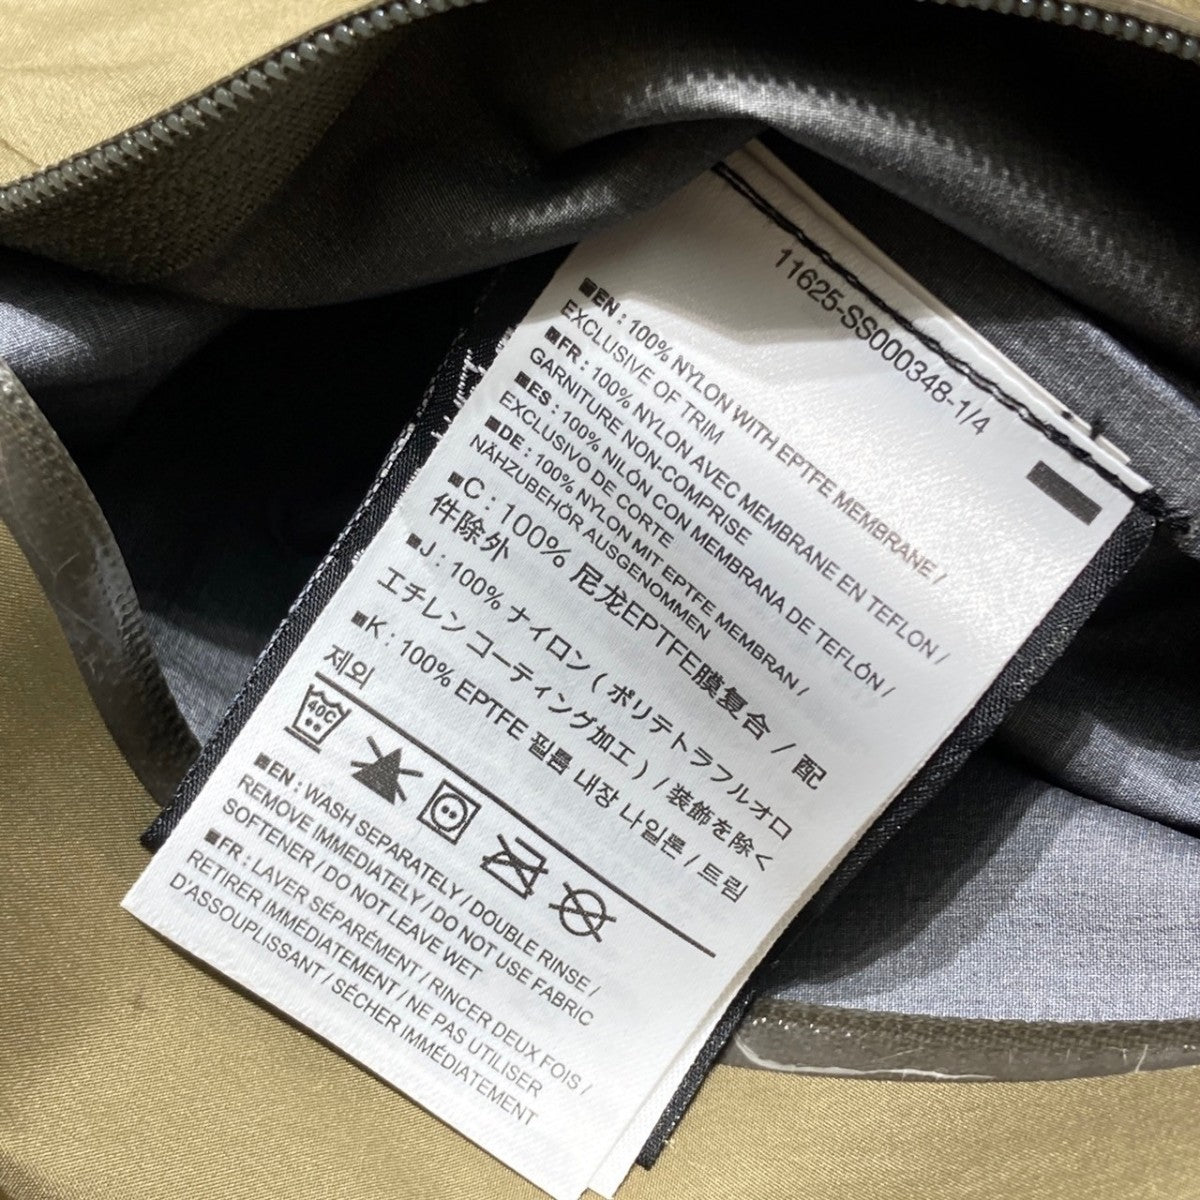 11625-SS000348-1/4
■EN : 100% NYLON WITH EPTFE MEMBRANE /
EXCLUSIVE OF TRIM
■FR : 100% NYLON AVEC MEMBRANE EN TEFLON /
GARNITURE NON-COMPRISE
■ES : 100% NILÓN CON MEMBRANA DE TEFLÓN /
EXCLUSIVO DE CORTE
■DE : 100% NYLON MIT EPTFE MEMBRAN /
NÄHZUBEHÖR AUSGENOMMEN
■C : 100% 尼龙EPTFE膜复合 / 配
件除外
■J : 100% ナイロン ( ポリテトラフルオロ
エチレン コーティング加工 ) / 装飾を除く
■K : 100% EPTFE 필름 내장 나일론 / 트림
제외
40C
■EN : WASH SEPARATELY / DOUBLE RINSE /
REMOVE IMMEDIATELY / DO NOT USE FABRIC
SOFTENER / DO NOT LEAVE WET
■FR : LAVER SÉPARÉMENT / RINCER DEUX FOIS /
RETIRER IMMÉDIATEMENT / NE PAS UTILISER
D'ASSOUPLISSANT / SÉCHER IMMÉDIATEMENT